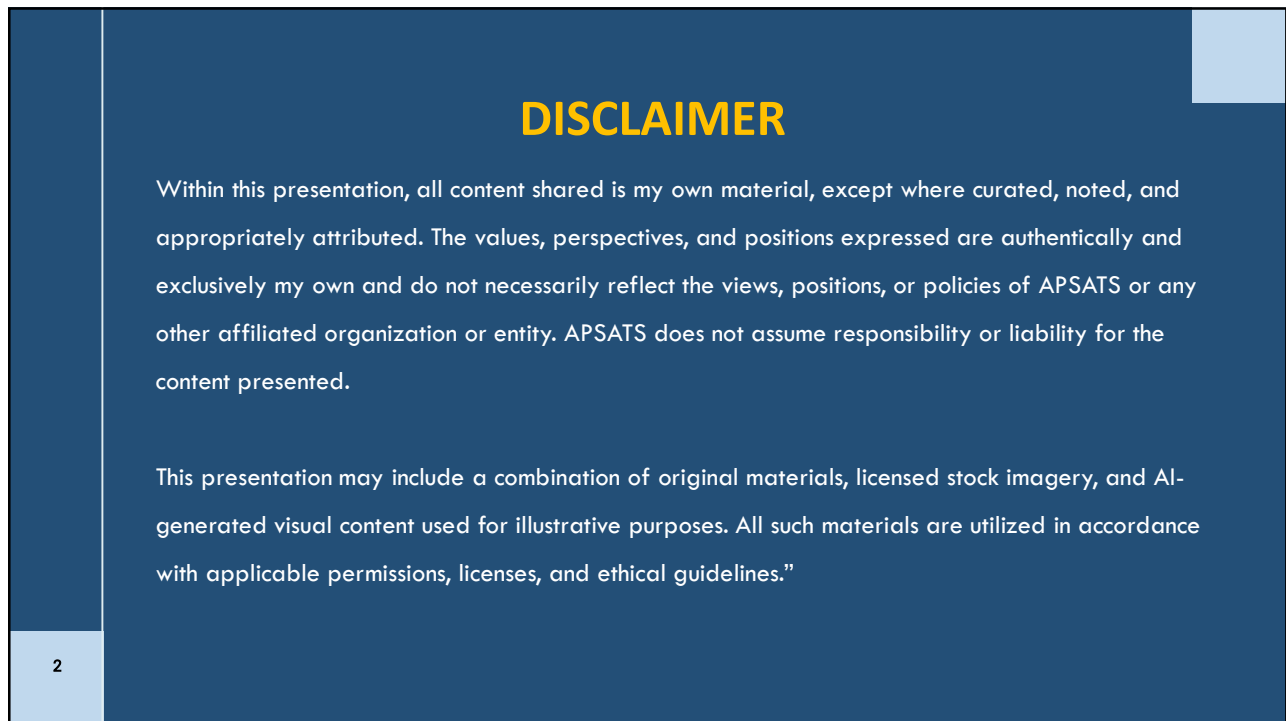 DISCLAIMER
Within this presentation, all content shared is my own material, except where curated, noted, and
appropriately attributed. The values, perspectives, and positions expressed are authentically and
exclusively my own and do not necessarily reflect the views, positions, or policies of APSATS or any
other affiliated organization or entity. APSATS does not assume responsibility or liability for the
content presented.
This presentation may include a combination of original materials, licensed stock imagery, and AI-
generated visual content used for illustrative purposes. All such materials are utilized in accordance
with applicable permissions, licenses, and ethical guidelines.”
2